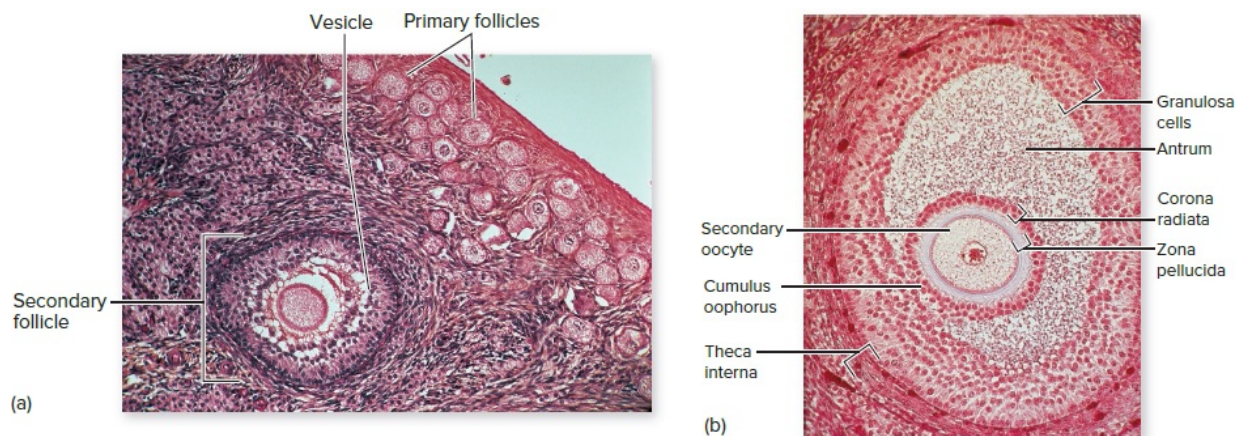 Vesicle
Primary follicles
Secondary
follicle
(a)
Granulosa
cells
Antrum
Corona
radiata
Zona
pellucida
Secondary
oocyte
Cumulus
oophorus
Theca
interna
(b)